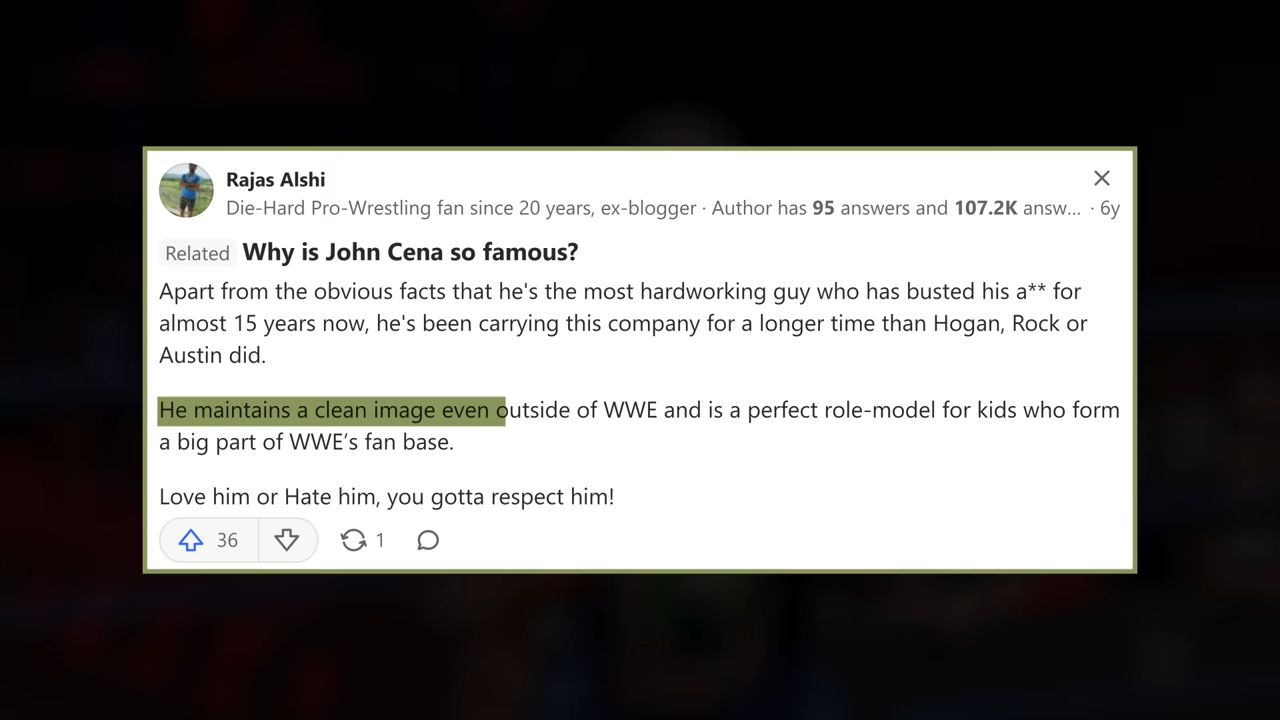 Rajas Alshi
Die-Hard Pro-Wrestling fan since 20 years, ex-blogger · Author has 95 answers and 107.2K answ... · 6y
Related Why is John Cena so famous?
Apart from the obvious facts that he's the most hardworking guy who has busted his a** for
almost 15 years now, he's been carrying this company for a longer time than Hogan, Rock or
Austin did.
He maintains a clean image even outside of WWE and is a perfect role-model for kids who form
a big part of WWE’s fan base.
Love him or Hate him, you gotta respect him!
36 1